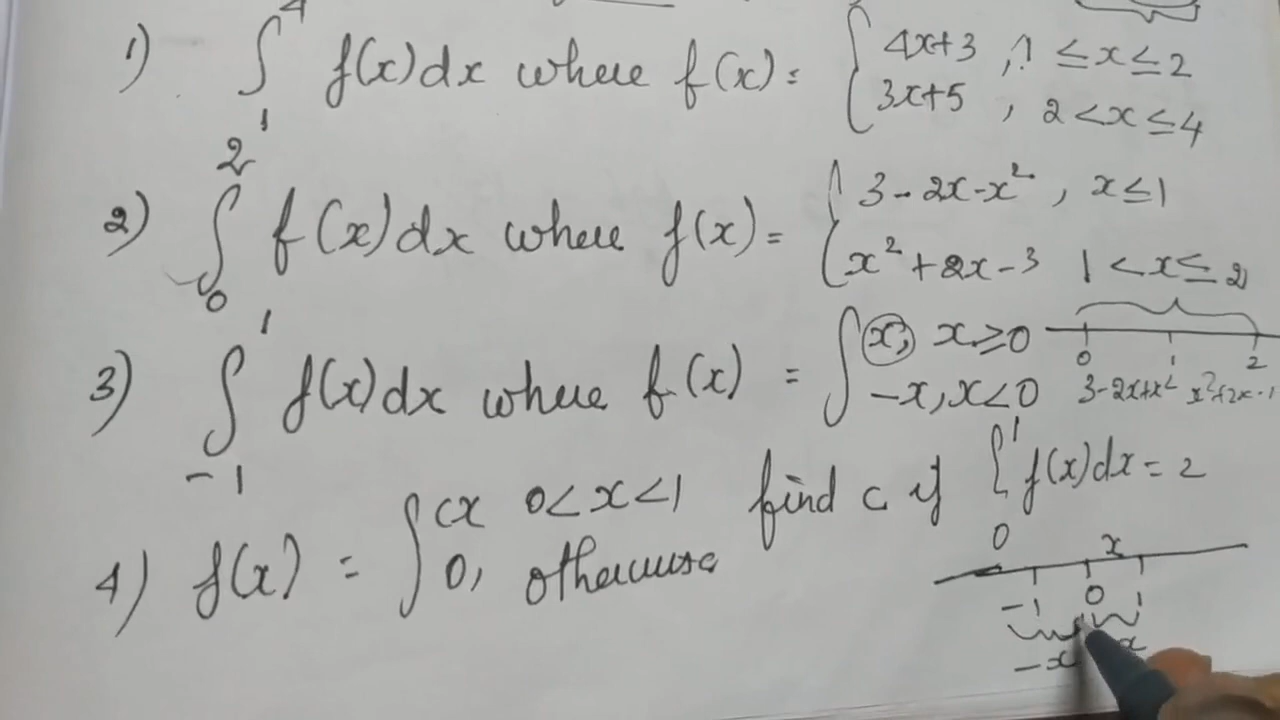 1) ∫₁⁴ f(x)dx where f(x) = { 4x+3 , 1 ≤ x ≤ 2
3x+5 , 2 < x ≤ 4
2) ∫₀² f(x)dx where f(x) = { 3-2x-x² , x ≤ 1
x² + 2x - 3 1 < x ≤ 2
3) ∫₋₁¹ f(x)dx where f(x) = { x, x ≥ 0
-x, x < 0
0 1 2
3-2x+x² x²+2x-1
4) f(x) = { cx 0 < x < 1 find c if ∫₀¹ f(x)dx = 2
0, otherwise
x
-1 0 1
-x x